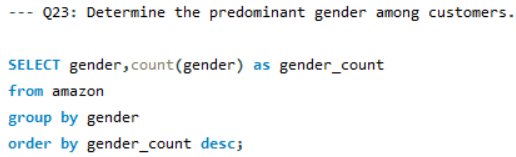 --- Q23: Determine the predominant gender among customers.
SELECT gender,count(gender) as gender_count
from amazon
group by gender
order by gender_count desc;